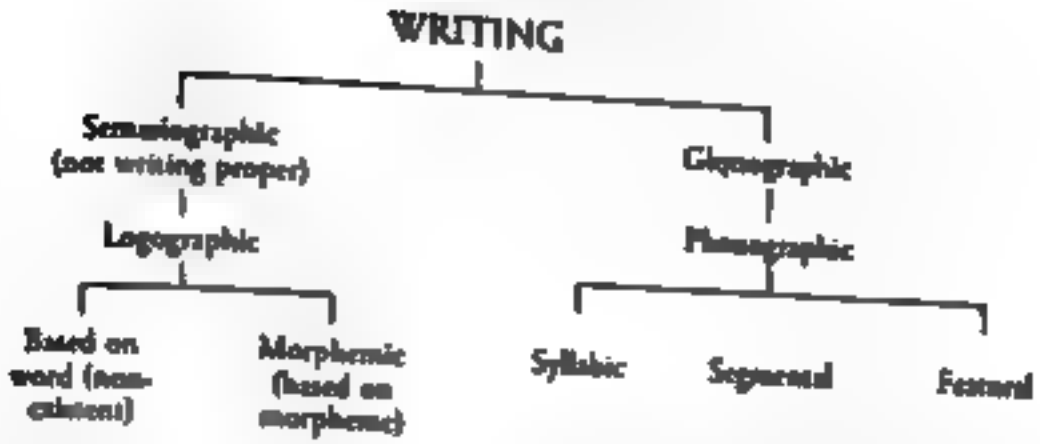 WRITING
Semasiographic
(not writing proper)
Glottographic
Logographic
Phonographic
Based on
word (non-
existent)
Morphemic
(based on
morpheme)
Syllabic
Segmental
Featural